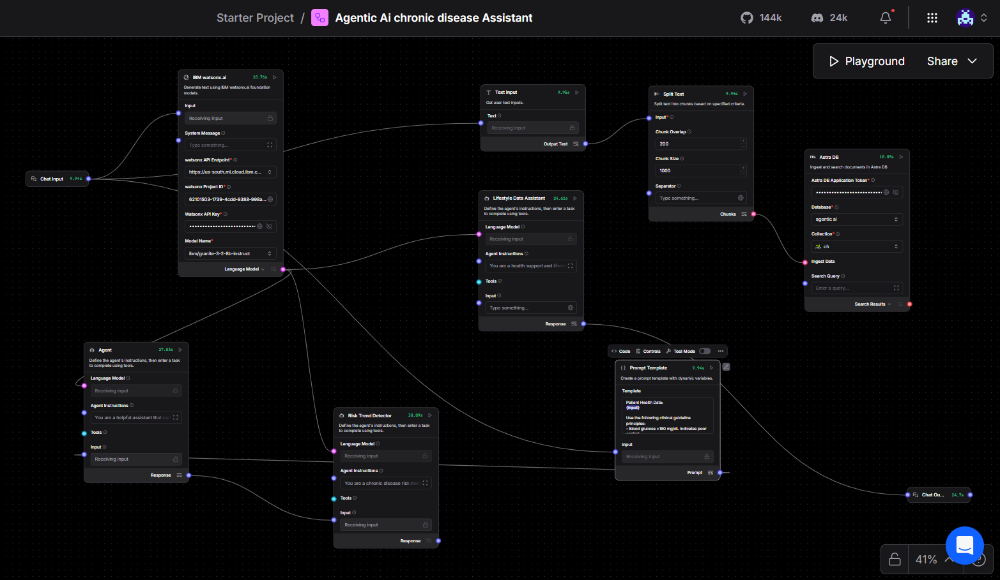 Starter Project / Agentic Ai chronic disease Assistant
144k
24k
Playground
Share
IBM watsonx.ai 18.76s
Generate text using IBM watsonx.ai foundation
models.
Input
Receiving input
System Message
Type something...
watsonx API Endpoint*
https://us-south.ml.cloud.ibm.c...
watsonx Project ID*
62101503-1739-4cdd-9388-998a...
Watsonx API Key*
Model Name*
ibm/granite-3-2-8b-instruct
Language Model
Chat Input 9.94s
Text Input 9.95s
Get user text inputs.
Text
Receiving input
Output Text
Split Text 9.95s
Split text into chunks based on specified criteria.
Input*
Chunk Overlap
200
Chunk Size
1000
Separator
Type something...
Chunks
Astra DB 10.85s
Ingest and search documents in Astra DB
Astra DB Application Token*
Database*
agentic ai
Collection*
ch
Ingest Data
Search Query
Enter a query...
Search Results
Lifestyle Data Assistant 24.61s
Define the agent's instructions, then enter a task
to complete using tools.
Language Model
Receiving input
Agent Instructions
You are a health support and lifest
Tools
Input
Type something...
Response
Agent 27.03s
Define the agent's instructions, then enter a task
to complete using tools.
Language Model
Receiving input
Agent Instructions
You are a helpful assistant that can
Tools
Input
Receiving input
Response
Risk Trend Detector 38.09s
Define the agent's instructions, then enter a task
to complete using tools.
Language Model
Receiving input
Agent Instructions
You are a chronic disease risk tren
Tools
Input
Receiving input
Response
Code Controls Tool Mode
Prompt Template 9.94s
Create a prompt template with dynamic variables.
Template
Patient Health Data:
{input}
Use the following clinical guideline
principles:
- Blood glucose >180 mg/dL indicates poor
Input
Receiving input
Prompt
Chat Ou... 24.7s
41%